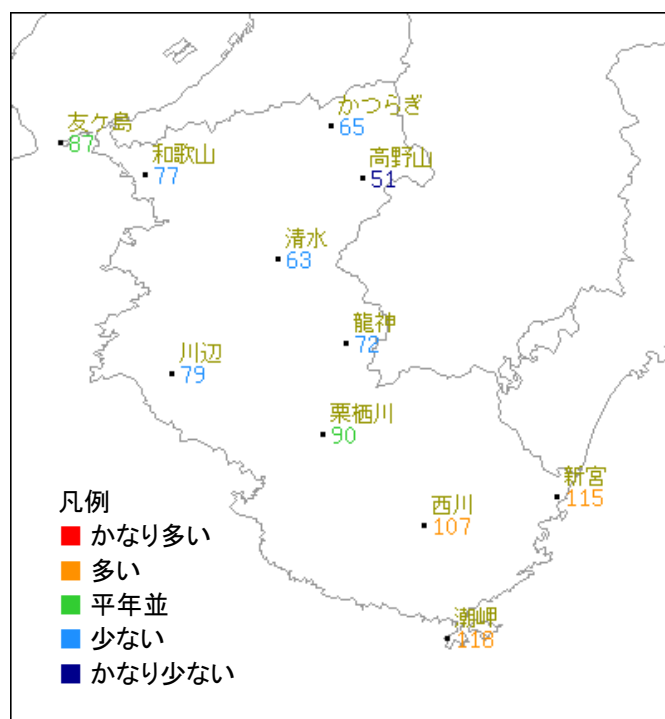 かつらぎ
65
友ケ島
87
和歌山
77
高野山
51
清水
63
龍神
72
川辺
79
栗栖川
90
新宮
115
西川
107
潮岬
118
凡例
かなり多い
多い
平年並
少ない
かなり少ない